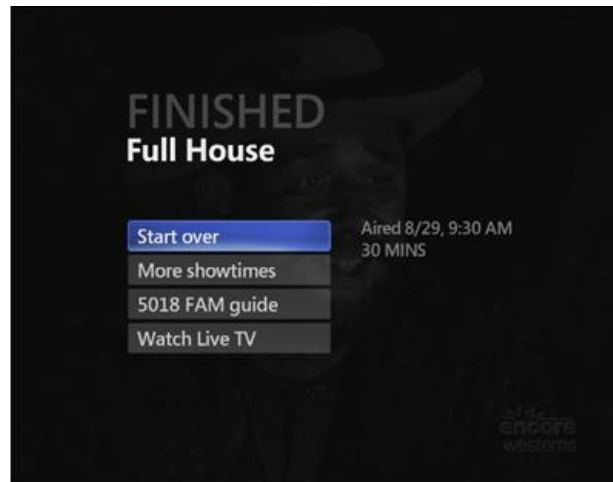 FINISHED
Full House
Start over
Aired 8/29, 9:30 AM
30 MINS
More showtimes
5018 FAM guide
Watch Live TV
encore
westerns